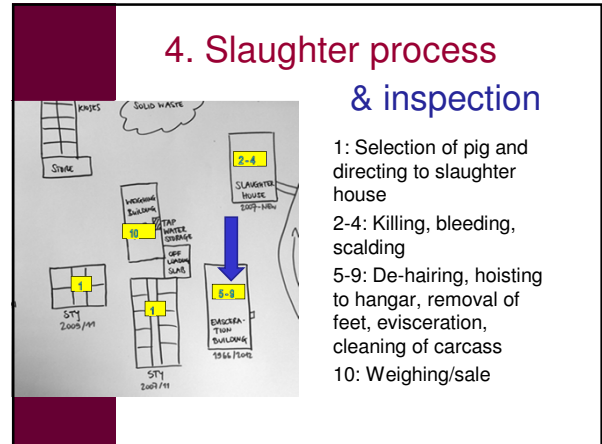 4. Slaughter process
& inspection
KIOSKS
SOLID WASTE
STORE
2-4
SLAUGHTER
HOUSE
2007-NEW
WEIGHING
BUILDING
10
TAP
WATER
STORAGE
OFF
LOADING
SLAB
1
STY
2005/11
1
STY
2007/11
5-9
EVISCERA-
TION
BUILDING
1966/2012
1: Selection of pig and
directing to slaughter
house
2-4: Killing, bleeding,
scalding
5-9: De-hairing, hoisting
to hangar, removal of
feet, evisceration,
cleaning of carcass
10: Weighing/sale